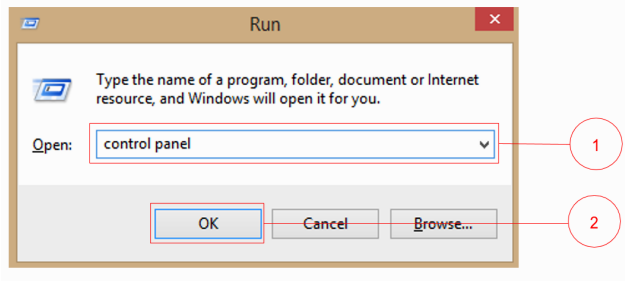 Run
Type the name of a program, folder, document or Internet
resource, and Windows will open it for you.
Open: control panel
1
OK Cancel Browse...
2